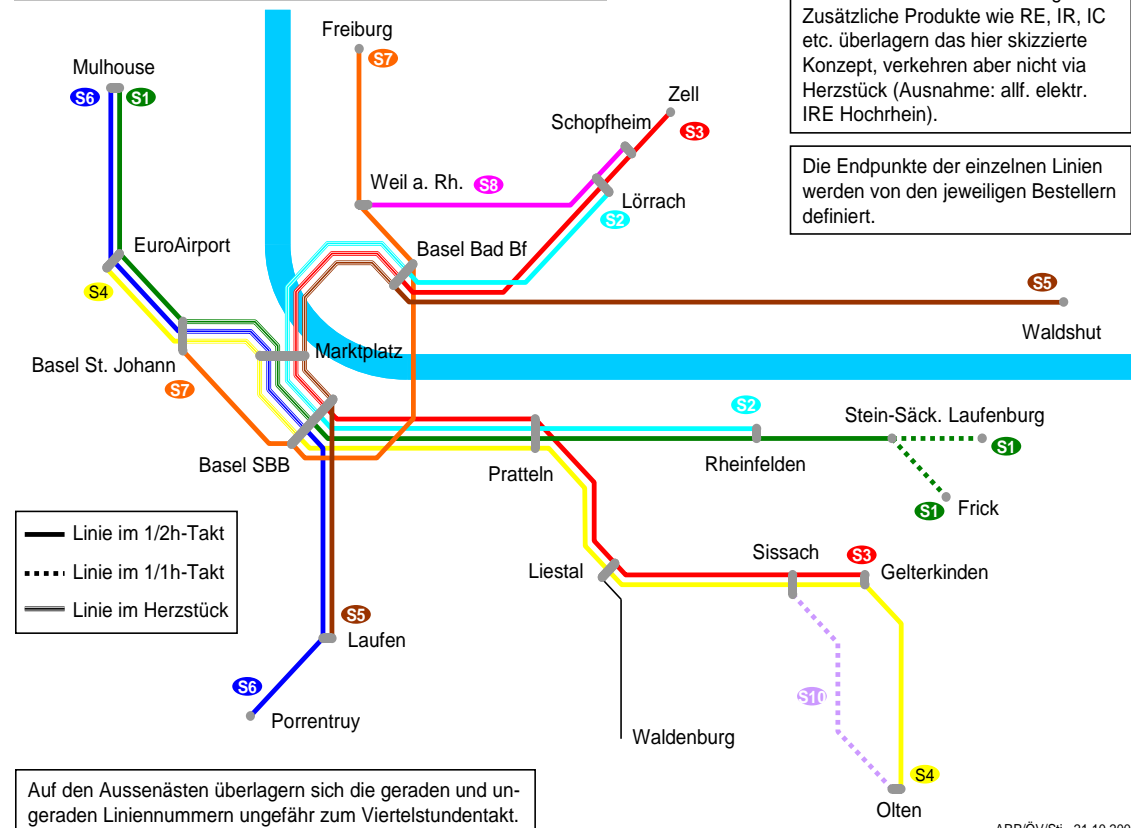 Zusätzliche Produkte wie RE, IR, IC
etc. überlagern das hier skizzierte
Konzept, verkehren aber nicht via
Herzstück (Ausnahme: allf. elektr.
IRE Hochrhein).
Die Endpunkte der einzelnen Linien
werden von den jeweiligen Bestellern
definiert.
Freiburg
S7
Mulhouse
S6
S1
Zell
Schopfheim
S3
Weil a. Rh.
S8
Lörrach
S2
EuroAirport
Basel Bad Bf
S4
S5
Waldshut
Marktplatz
Basel St. Johann
S7
S2
Stein-Säck.
Laufenburg
S1
Basel SBB
Pratteln
Rheinfelden
S1
Frick
Linie im 1/2h-Takt
Linie im 1/1h-Takt
Linie im Herzstück
Liestal
Sissach
S3
Gelterkinden
S5
Laufen
S6
Porrentruy
S10
Waldenburg
S4
Olten
Auf den Aussenästen überlagern sich die geraden und un-
geraden Liniennummern ungefähr zum Viertelstundentakt.